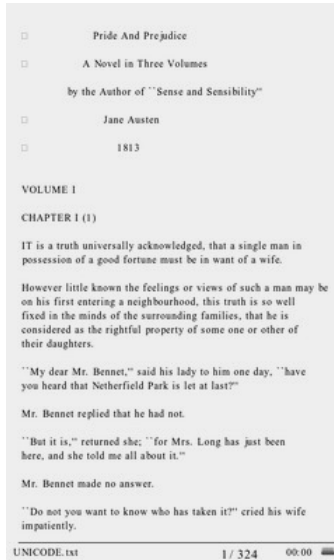 Pride And Prejudice
A Novel in Three Volumes
by the Author of ``Sense and Sensibility''
Jane Austen
1813
VOLUME I
CHAPTER I (1)
IT is a truth universally acknowledged, that a single man in
possession of a good fortune must be in want of a wife.
However little known the feelings or views of such a man may be
on his first entering a neighbourhood, this truth is so well
fixed in the minds of the surrounding families, that he is
considered as the rightful property of some one or other of
their daughters.
``My dear Mr. Bennet,'' said his lady to him one day, ``have
you heard that Netherfield Park is let at last?''
Mr. Bennet replied that he had not.
``But it is,'' returned she; ``for Mrs. Long has just been
here, and she told me all about it.''
Mr. Bennet made no answer.
``Do not you want to know who has taken it?'' cried his wife
impatiently.
UNICODE.txt 1 / 324 00:00